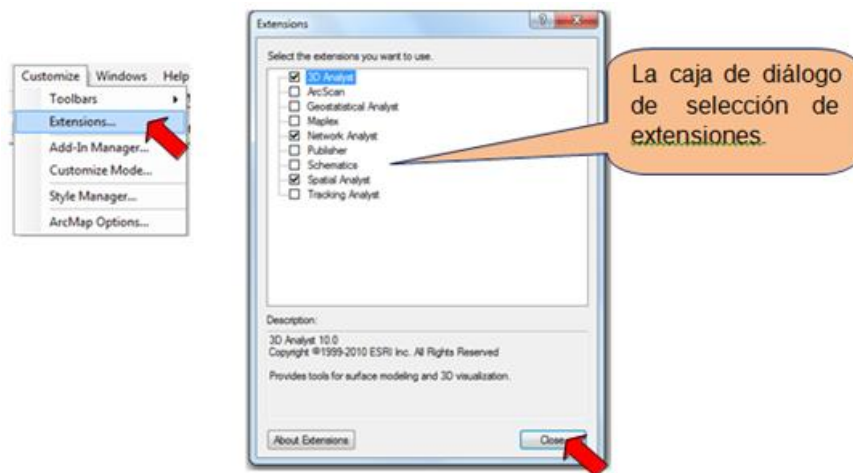 Customize Windows Help
Toolbars
Extensions...
Add-In Manager...
Customize Mode...
Style Manager...
ArcMap Options...
Extensions
Select the extensions you want to use.
3D Analyst
ArcScan
Geostatistical Analyst
Maplex
Network Analyst
Publisher
Schematics
Spatial Analyst
Tracking Analyst
Description:
3D Analyst 10.0
Copyright ©1999-2010 ESRI Inc. All Rights Reserved
Provides tools for surface modeling and 3D visualization.
About Extensions
Close
La caja de diálogo
de selección de
extensiones